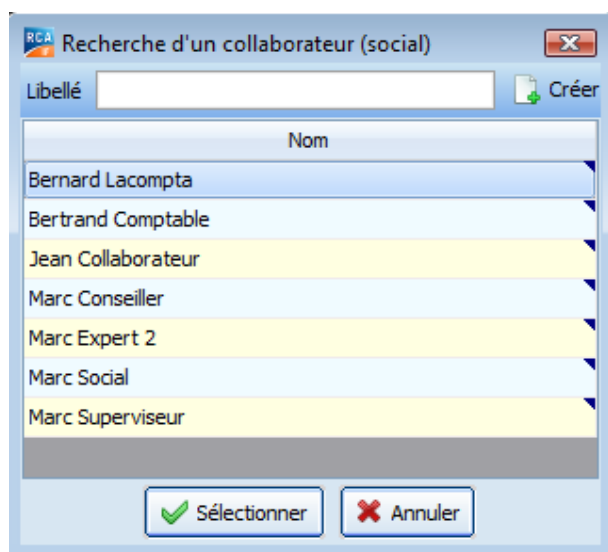 RCA Recherche d'un collaborateur (social)
Libellé Créer
Nom
Bernard Lacompta
Bertrand Comptable
Jean Collaborateur
Marc Conseiller
Marc Expert 2
Marc Social
Marc Superviseur
Sélectionner Annuler